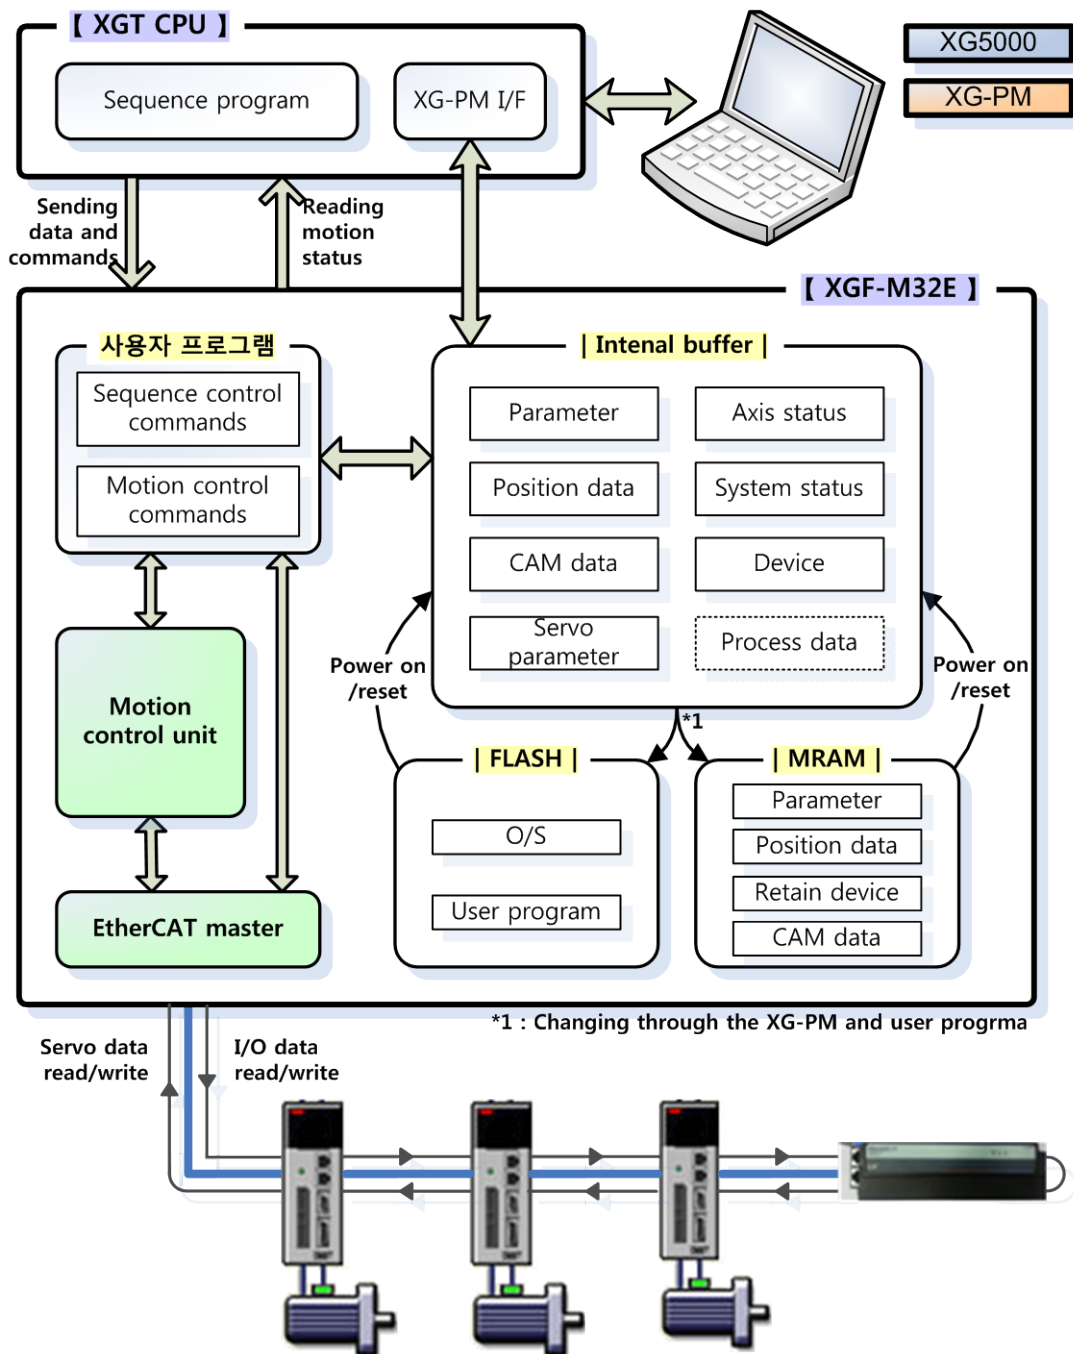 【 XGT CPU 】
XG5000
Sequence program
XG-PM I/F
XG-PM
Sending
data and
commands
Reading
motion
status
【 XGF-M32E 】
사용자 프로그램
Sequence control
commands
Motion control
commands
| Intenal buffer |
Parameter
Axis status
Position data
System status
CAM data
Device
Servo
parameter
Process data
Power on
/reset
Power on
/reset
*1
Motion
control unit
EtherCAT master
| FLASH |
O/S
User program
| MRAM |
Parameter
Position data
Retain device
CAM data
*1 : Changing through the XG-PM and user progrma
Servo data
read/write
I/O data
read/write